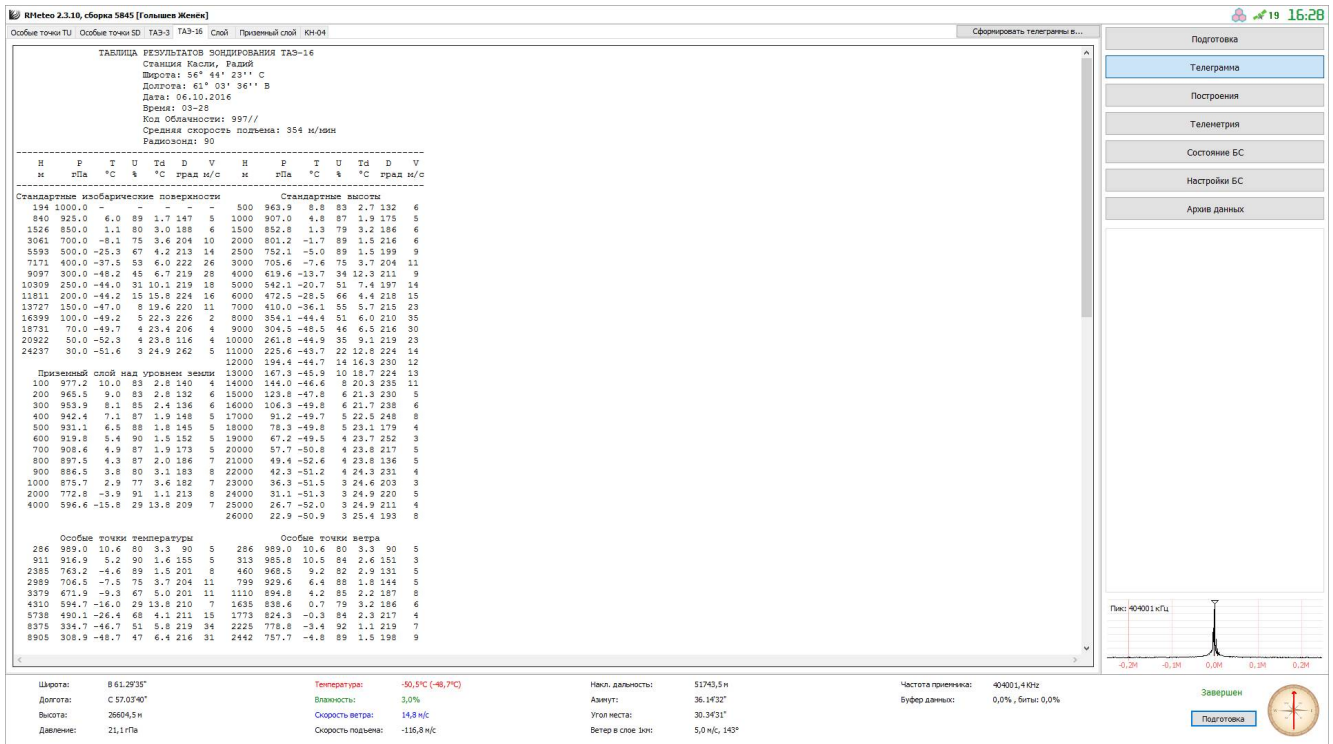 RMeteo 2.3.10, сборка 5845 [Голышев Женёк]
19 16:28
Особые точки TU Особые точки SD ТАЭ-3 ТАЭ-16 Слой Приземный слой КН-04 Сформировать телеграммы в...
ТАБЛИЦА РЕЗУЛЬТАТОВ ЗОНДИРОВАНИЯ ТАЭ-16
Станция Касли, Радий
Широта: 56° 44' 23'' С
Долгота: 61° 03' 36'' В
Дата: 06.10.2016
Время: 03-28
Код Облачности: 997//
Средняя скорость подъема: 354 м/мин
Радиозонд: 90
H P T U Td D V H P T U Td D V
м гПа °C % °C град м/с м гПа °C % °C град м/с
Стандартные изобарические поверхности Стандартные высоты
194 1000.0 - - - - - 500 963.9 8.8 83 2.7 132 6
840 925.0 6.0 89 1.7 147 5 1000 907.0 4.8 87 1.9 175 5
1526 850.0 1.1 80 3.0 188 6 1500 852.8 1.3 79 3.2 186 6
3061 700.0 -8.1 75 3.6 204 10 2000 801.2 -1.7 89 1.5 216 6
5593 500.0 -25.3 67 4.2 213 14 2500 752.1 -5.0 89 1.5 199 9
7171 400.0 -37.5 53 6.0 222 26 3000 705.6 -7.6 75 3.7 204 11
9097 300.0 -48.2 45 6.7 219 28 4000 619.6 -13.7 34 12.3 211 9
10309 250.0 -44.0 31 10.1 219 18 5000 542.1 -20.7 51 7.4 197 14
11811 200.0 -44.2 15 15.8 224 16 6000 472.5 -28.5 66 4.4 218 15
13727 150.0 -47.0 8 19.6 220 11 7000 410.0 -36.1 55 5.7 215 23
16399 100.0 -49.2 5 22.3 226 2 8000 354.1 -44.4 51 6.0 210 35
18731 70.0 -49.7 4 23.4 206 4 9000 304.5 -48.5 46 6.5 216 30
20922 50.0 -52.3 4 23.8 116 4 10000 261.8 -44.9 35 9.1 219 23
24237 30.0 -51.6 3 24.9 262 5 11000 225.6 -43.7 22 12.8 224 14
12000 194.4 -44.7 14 16.3 230 12
Приземный слой над уровнем земли 13000 167.3 -45.9 10 18.7 224 13
100 977.2 10.0 83 2.8 140 4 14000 144.0 -46.6 8 20.3 235 11
200 965.5 9.0 83 2.8 132 6 15000 123.8 -47.8 6 21.3 230 5
300 953.9 8.1 85 2.4 136 6 16000 106.3 -49.8 6 21.7 238 6
400 942.4 7.1 87 1.9 148 5 17000 91.2 -49.7 5 22.5 248 8
500 931.1 6.5 88 1.8 145 5 18000 78.3 -49.8 5 23.1 179 4
600 919.8 5.4 90 1.5 152 5 19000 67.2 -49.5 4 23.7 252 3
700 908.6 4.9 87 1.9 173 5 20000 57.7 -50.8 4 23.8 217 5
800 897.5 4.3 87 2.0 186 7 21000 49.4 -52.6 4 23.8 136 5
900 886.5 3.8 80 3.1 183 8 22000 42.3 -51.2 4 24.3 231 4
1000 875.7 2.9 77 3.6 182 7 23000 36.3 -51.5 3 24.6 203 3
2000 772.8 -3.9 91 1.1 213 8 24000 31.1 -51.3 3 24.9 220 5
4000 596.6 -15.8 29 13.8 209 7 25000 26.7 -52.0 3 24.9 211 4
26000 22.9 -50.9 3 25.4 193 8
Особые точки температуры Особые точки ветра
286 989.0 10.6 80 3.3 90 5 286 989.0 10.6 80 3.3 90 5
911 916.9 5.2 90 1.6 155 5 313 985.8 10.5 84 2.6 151 3
2385 763.2 -4.6 89 1.5 201 8 460 968.5 9.2 82 2.9 131 5
2989 706.5 -7.5 75 3.7 204 11 799 929.6 6.4 88 1.8 144 5
3379 671.9 -9.3 67 5.0 201 11 1110 894.8 4.2 85 2.2 187 8
4310 594.7 -16.0 29 13.8 210 7 1635 838.6 0.7 79 3.2 186 6
5738 490.1 -26.4 68 4.1 211 15 1773 824.3 -0.3 84 2.3 217 4
8375 334.7 -46.7 51 5.8 219 34 2225 778.8 -3.4 92 1.1 219 7
8905 308.9 -48.7 47 6.4 216 31 2442 757.7 -4.8 89 1.5 198 9
Подготовка
Телеграмма
Построения
Телеметрия
Состояние БС
Настройки БС
Архив данных
Пик: 404001 кГц
-0,2M -0,1M 0,0M 0,1M 0,2M
Широта: В 61.29'35" Температура: -50,5°C (-48,7°C) Накл. дальность: 51743,5 м Частота приемника: 404001,4 KHz
Долгота: С 57.03'40" Влажность: 3,0% Азимут: 36.14'32" Буфер данных: 0,0% , биты: 0,0%
Высота: 26604,5 м Скорость ветра: 14,8 м/с Угол места: 30.34'31"
Давление: 21,1 гПа Скорость подъема: -116,8 м/с Ветер в слое 1км: 5,0 м/с, 143°
Завершен
Подготовка